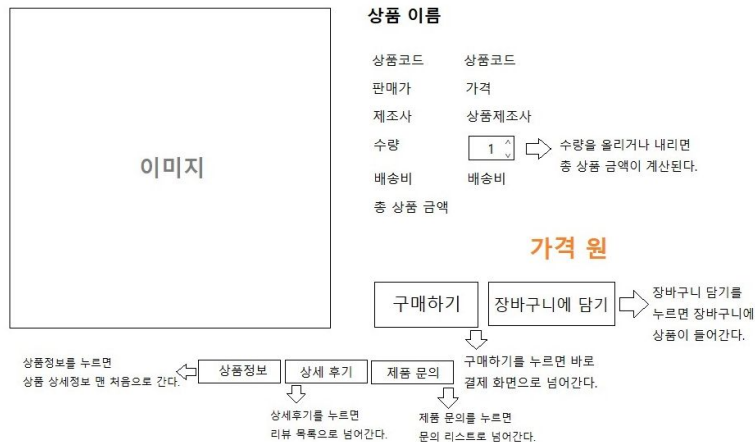 상품 이름
상품코드 상품코드
판매가 가격
제조사 상품제조사
이미지
수량 1 수량을 올리거나 내리면
총 상품 금액이 계산된다.
배송비 배송비
총 상품 금액
가격 원
구매하기 장바구니에 담기
장바구니 담기를
누르면 장바구니에
상품이 들어간다.
구매하기를 누르면 바로
결제 화면으로 넘어간다.
상품정보를 누르면
상품 상세정보 맨 처음으로 간다.
상품정보 상세 후기 제품 문의
상세후기를 누르면
리뷰 목록으로 넘어간다.
제품 문의를 누르면
문의 리스트로 넘어간다.